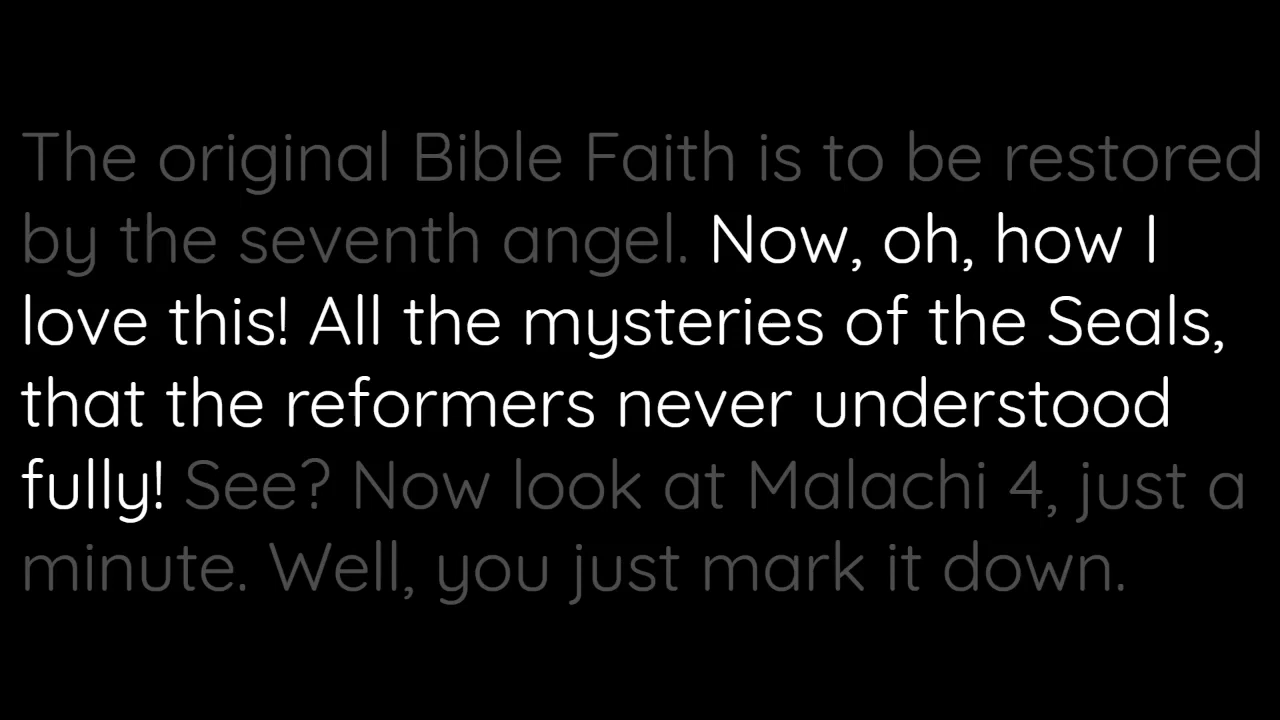 The original Bible Faith is to be restored
by the seventh angel. Now, oh, how I
love this! All the mysteries of the Seals,
that the reformers never understood
fully! See? Now look at Malachi 4, just a
minute. Well, you just mark it down.